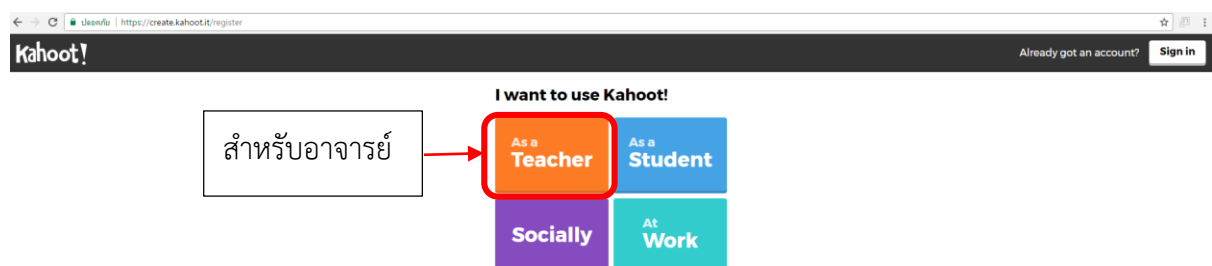 ปลอดภัย | https://create.kahoot.it/register
Kahoot!
Already got an account?
Sign in
I want to use Kahoot!
สำหรับอาจารย์
As a
Teacher
As a
Student
Socially
At
Work